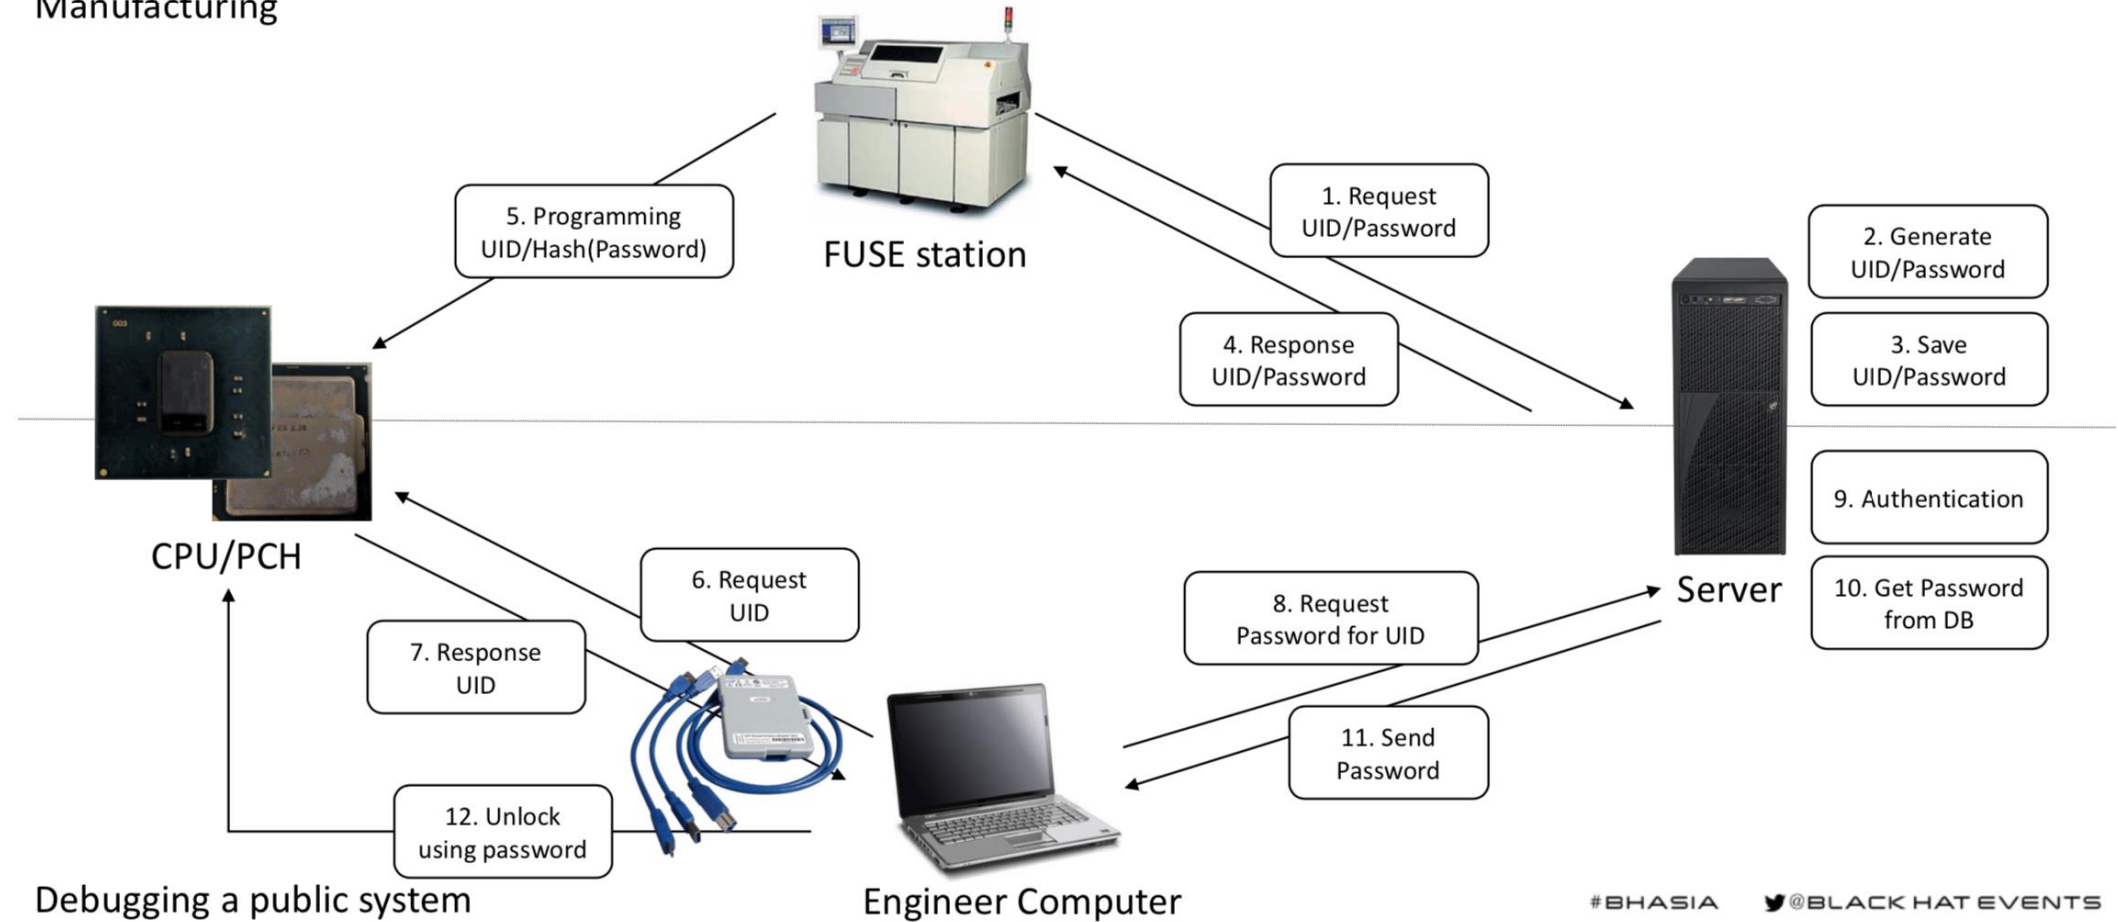 Manufacturing
FUSE station
1. Request
UID/Password
2. Generate
UID/Password
3. Save
UID/Password
4. Response
UID/Password
5. Programming
UID/Hash(Password)
003
CPU/PCH
6. Request
UID
7. Response
UID
8. Request
Password for UID
Server
9. Authentication
10. Get Password
from DB
11. Send
Password
12. Unlock
using password
Debugging a public system
Engineer Computer
#BHASIA @BLACK HAT EVENTS